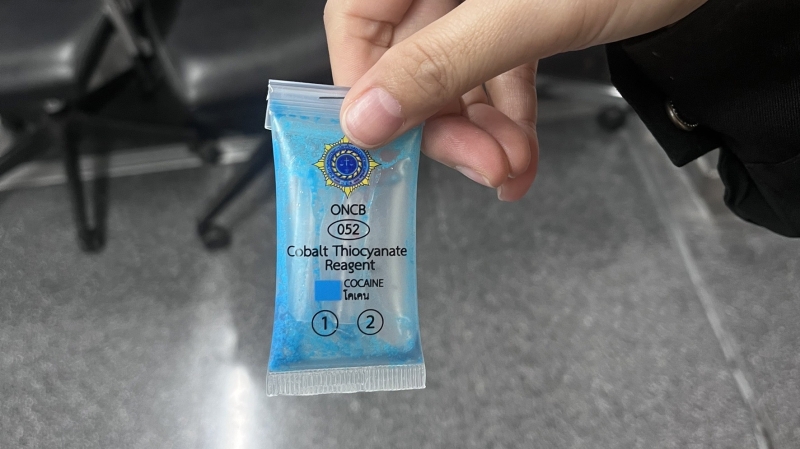 ONCB
052
Cobalt Thiocyanate
Reagent
COCAINE
โคเคน
1 2